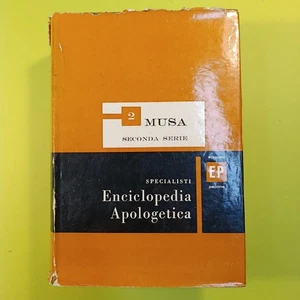 2 MUSA
SECONDA SERIE
SPECIALISTI
Enciclopedia
Apologetica
EP